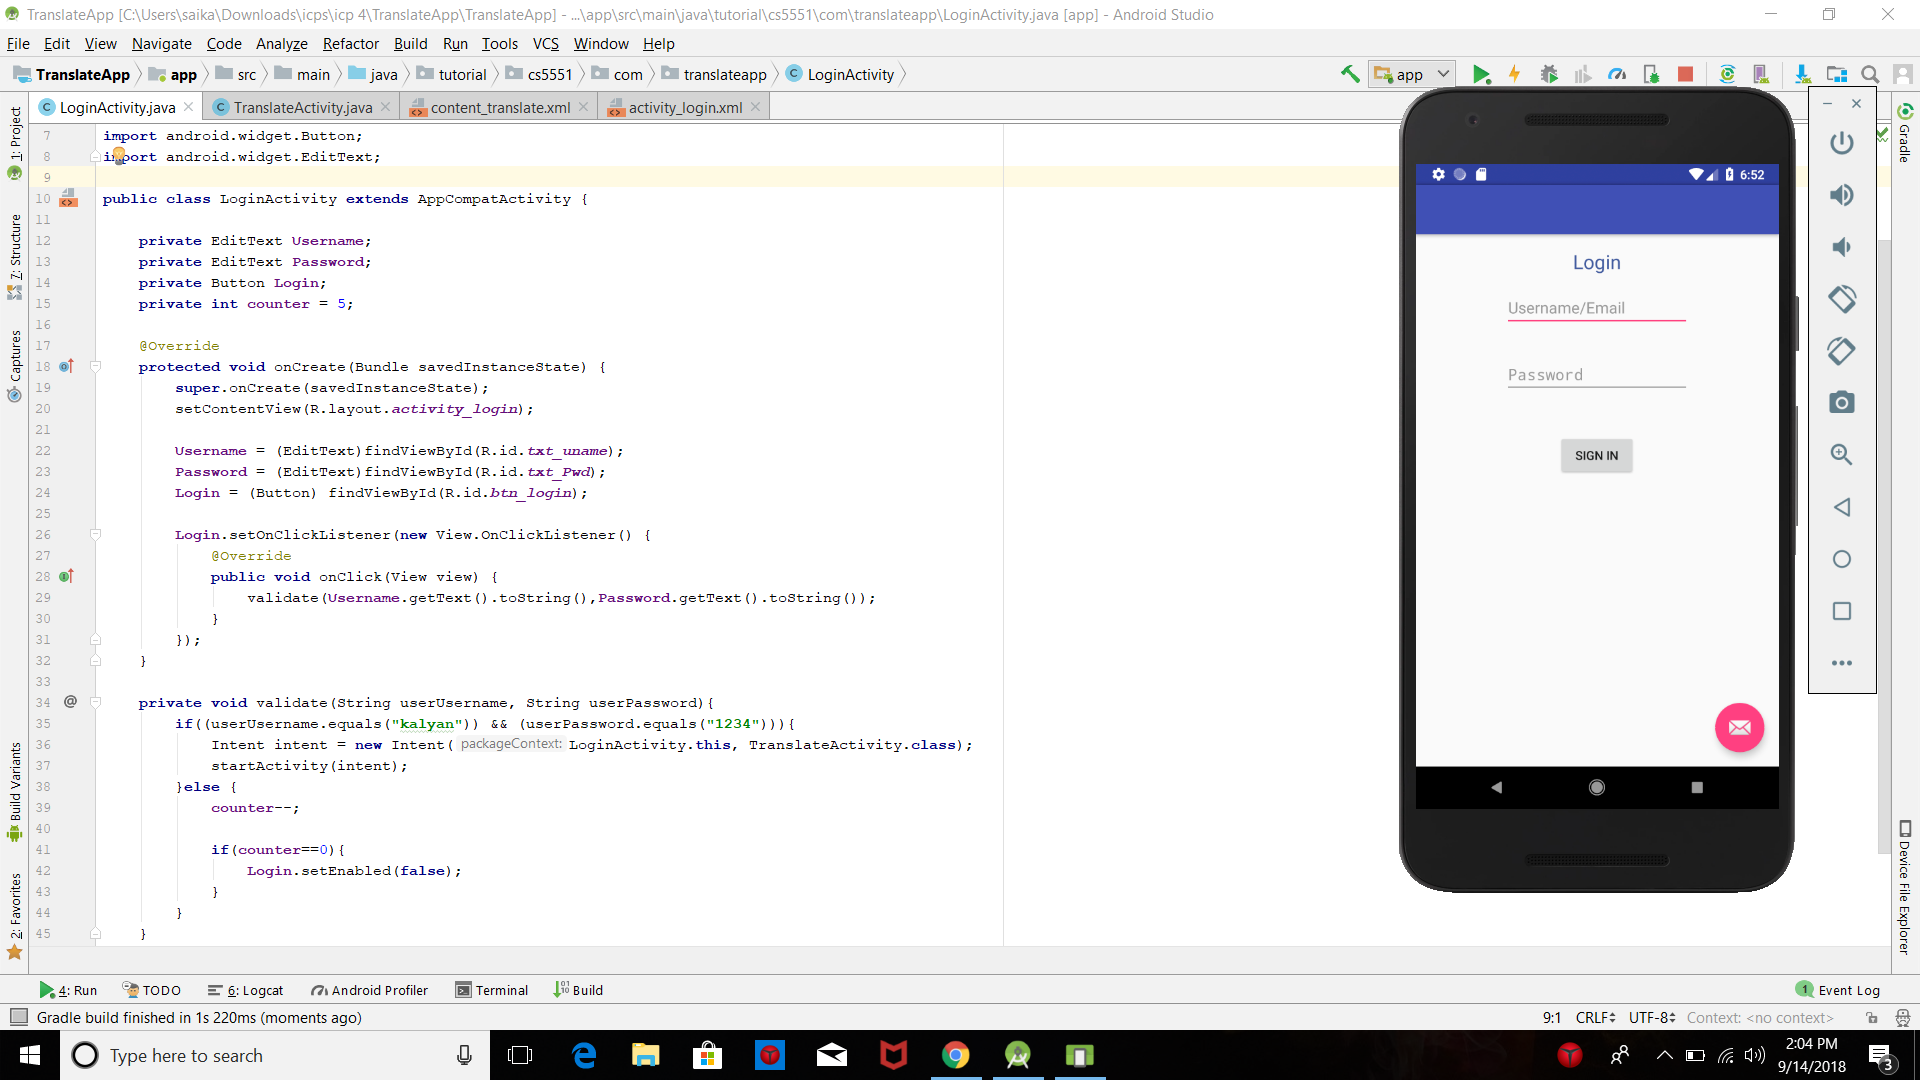 TranslateApp [C:\Users\saika\Downloads\icps\icp 4\TranslateApp\TranslateApp] - ...\app\src\main\java\tutorial\cs5551\com\translateapp\LoginActivity.java [app] - Android Studio
File Edit View Navigate Code Analyze Refactor Build Run Tools VCS Window Help
TranslateApp app src main java tutorial cs5551 com translateapp LoginActivity app
LoginActivity.java TranslateActivity.java content_translate.xml activity_login.xml
1: Project
7: Structure
Captures
Build Variants
2: Favorites
7 import android.widget.Button;
8 import android.widget.EditText;
9
10 public class LoginActivity extends AppCompatActivity {
11
12 private EditText Username;
13 private EditText Password;
14 private Button Login;
15 private int counter = 5;
16
17 @Override
18 protected void onCreate(Bundle savedInstanceState) {
19 super.onCreate(savedInstanceState);
20 setContentView(R.layout.activity_login);
21
22 Username = (EditText)findViewById(R.id.txt_uname);
23 Password = (EditText)findViewById(R.id.txt_Pwd);
24 Login = (Button) findViewById(R.id.btn_login);
25
26 Login.setOnClickListener(new View.OnClickListener() {
27 @Override
28 public void onClick(View view) {
29 validate(Username.getText().toString(),Password.getText().toString());
30 }
31 });
32 }
33
34 @ private void validate(String userUsername, String userPassword){
35 if((userUsername.equals("kalyan")) && (userPassword.equals("1234"))){
36 Intent intent = new Intent( packageContext: LoginActivity.this, TranslateActivity.class);
37 startActivity(intent);
38 }else {
39 counter--;
40
41 if(counter==0){
42 Login.setEnabled(false);
43 }
44 }
45 }
6:52
Login
Username/Email
Password
SIGN IN
Gradle
Device File Explorer
4: Run TODO 6: Logcat Android Profiler Terminal Build 1 Event Log
Gradle build finished in 1s 220ms (moments ago) 9:1 CRLF UTF-8 Context: <no context>
Type here to search
2:04 PM
9/14/2018
3